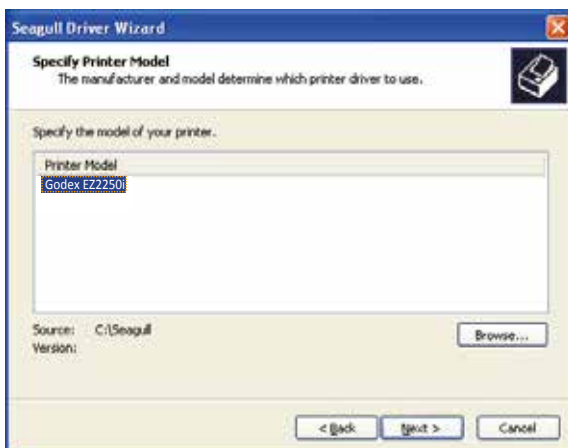 Seagull Driver Wizard
Specify Printer Model
The manufacturer and model determine which printer driver to use.
Specify the model of your printer.
Printer Model
Godex EZ2250i
Source: C:\Seagull
Version:
Browse...
< Back Next > Cancel